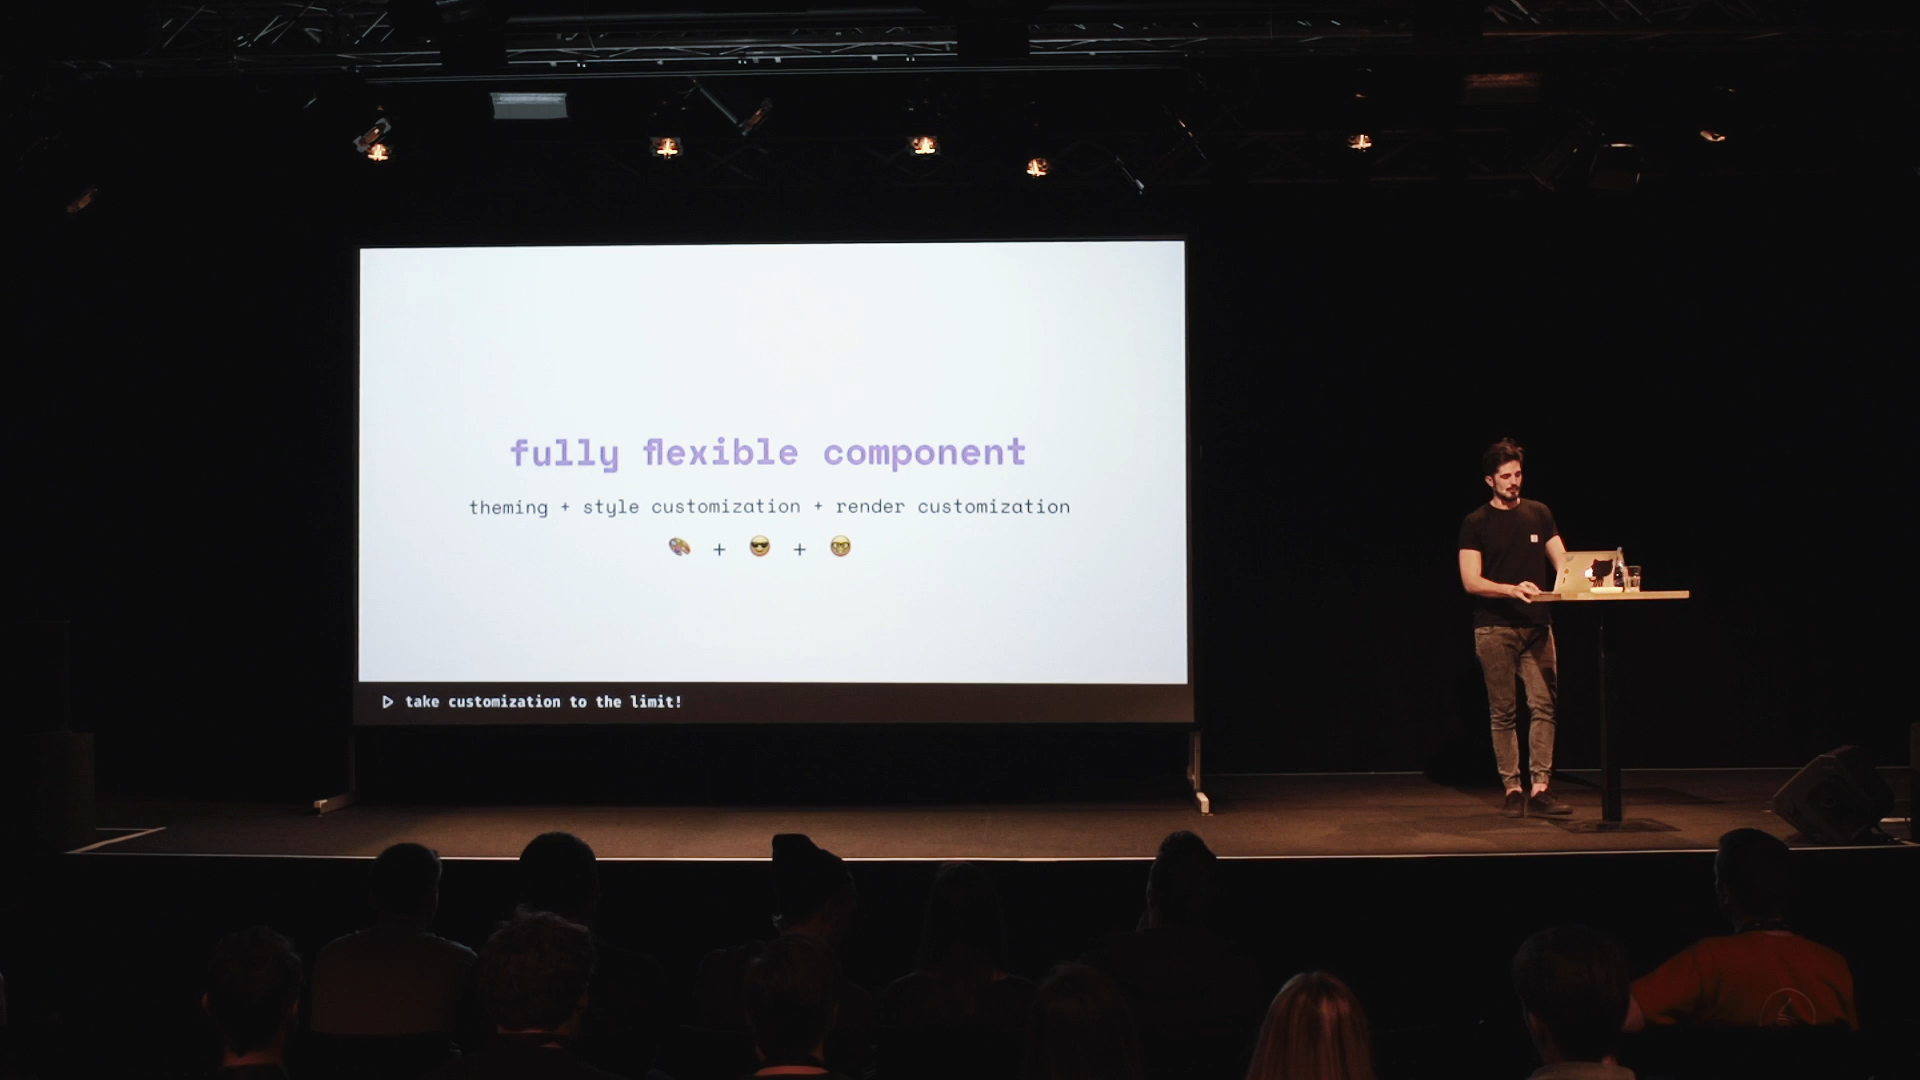 fully flexible component
theming + style customization + render customization
🎨 + 😎 + 🤓
▷ take customization to the limit!